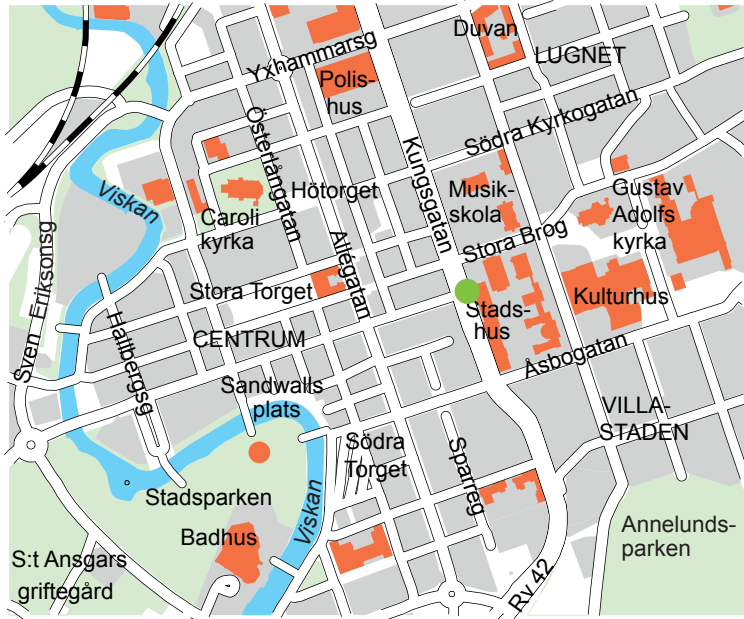 Duvan
LUGNET
Yxhammarsg
Polis-
hus
Södra Kyrkogatan
Österlånggatan
Kungsgatan
Viskan
Hötorget
Musik-
skola
Gustav
Adolfs
kyrka
Caroli
kyrka
Stora Brog
Allégatan
Sven Eriksonsg
Stora Torget
Stads-
hus
Kulturhus
Hallbergsg
CENTRUM
Åsbogatan
Sandwalls
plats
VILLA-
STADEN
Södra
Torget
Sparreg
Stadsparken
Viskan
Badhus
Annelunds-
parken
S:t Ansgars
griftegård
Rv 42